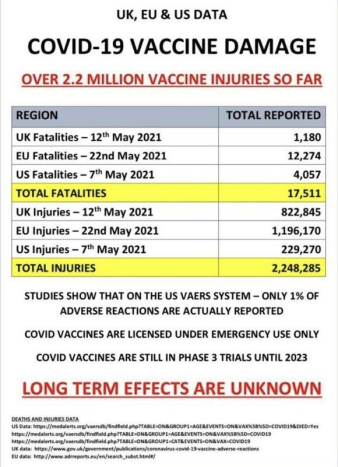 UK, EU & US DATA
COVID-19 VACCINE DAMAGE
OVER 2.2 MILLION VACCINE INJURIES SO FAR
REGION TOTAL REPORTED
UK Fatalities – 12th May 2021 1,180
EU Fatalities – 22nd May 2021 12,274
US Fatalities – 7th May 2021 4,057
TOTAL FATALITIES 17,511
UK Injuries – 12th May 2021 822,845
EU Injuries – 22nd May 2021 1,196,170
US Injuries – 7th May 2021 229,270
TOTAL INJURIES 2,248,285
STUDIES SHOW THAT ON THE US VAERS SYSTEM – ONLY 1% OF
ADVERSE REACTIONS ARE ACTUALLY REPORTED
COVID VACCINES ARE LICENSED UNDER EMERGENCY USE ONLY
COVID VACCINES ARE STILL IN PHASE 3 TRIALS UNTIL 2023
LONG TERM EFFECTS ARE UNKNOWN
DEATHS AND INJURIES DATA
US Data: https://medalerts.org/vaersdb/findfield.php?TABLE=ON&GROUP1=AGE&EVENTS=ON&VAX%5B%5D=COVID19&DIED=Yes
https://medalerts.org/vaersdb/findfield.php?TABLE=ON&GROUP1=AGE&EVENTS=ON&VAX%5B%5D=COVID19
https://medalerts.org/vaersdb/findfield.php?TABLE=ON&GROUP1=CAT&EVENTS=ON&VAX=COVID19
UK data: https://www.gov.uk/government/publications/coronavirus-covid-19-vaccine-adverse-reactions
EU data: https://www.adrreports.eu/en/search_subst.html#/